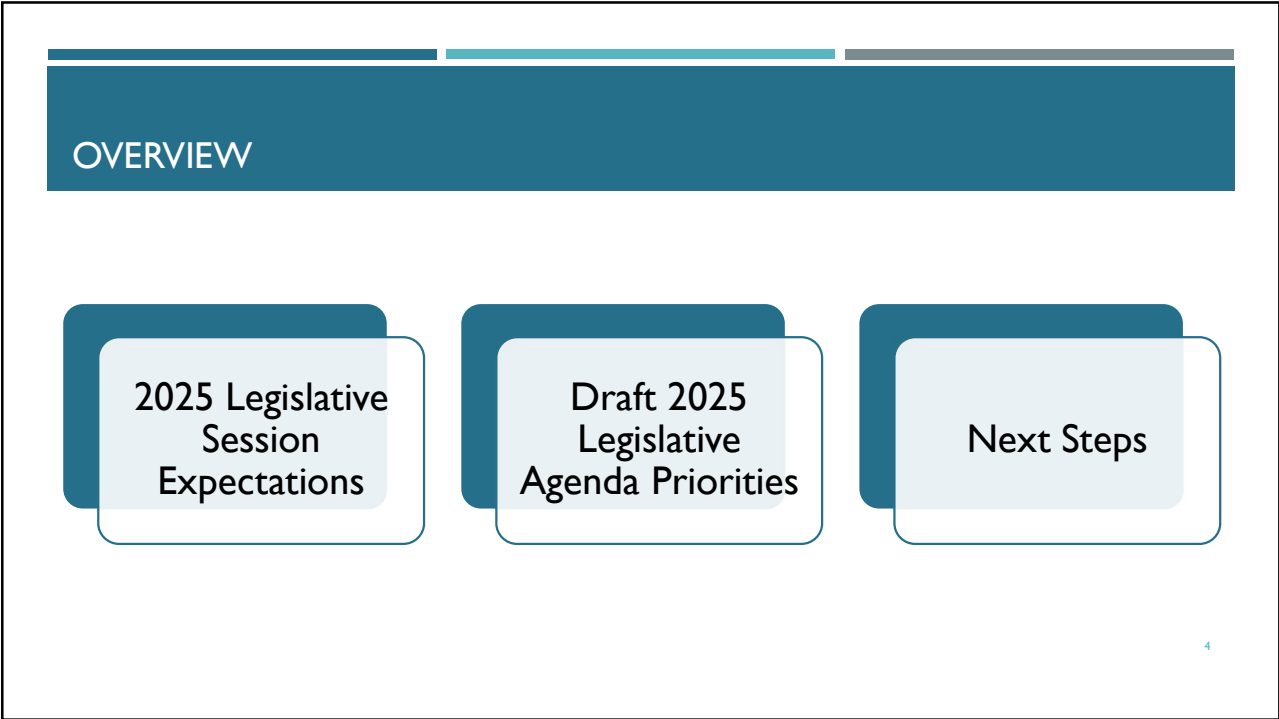 OVERVIEW
2025 Legislative
Session
Expectations
Draft 2025
Legislative
Agenda Priorities
Next Steps
4